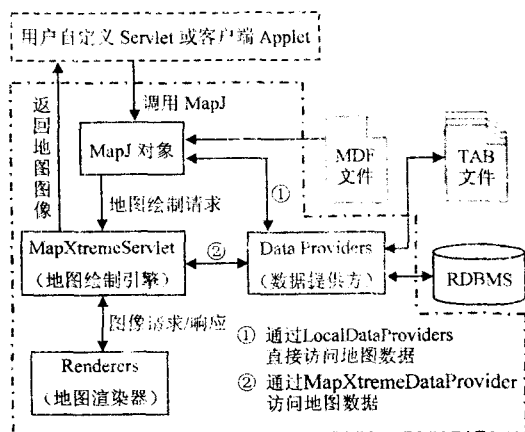 用户自定义 Servlet 或客户端 Applet
返回地图图像
调用 MapJ
MapJ 对象
MDF
文件
TAB
文件
①
地图绘制请求
MapXtremeServlet
（地图绘制引擎）
②
Data Providers
（数据提供方）
RDBMS
图像请求/响应
Renderers
（地图渲染器）
① 通过LocalDataProviders
直接访问地图数据
② 通过MapXtremeDataProvider
访问地图数据